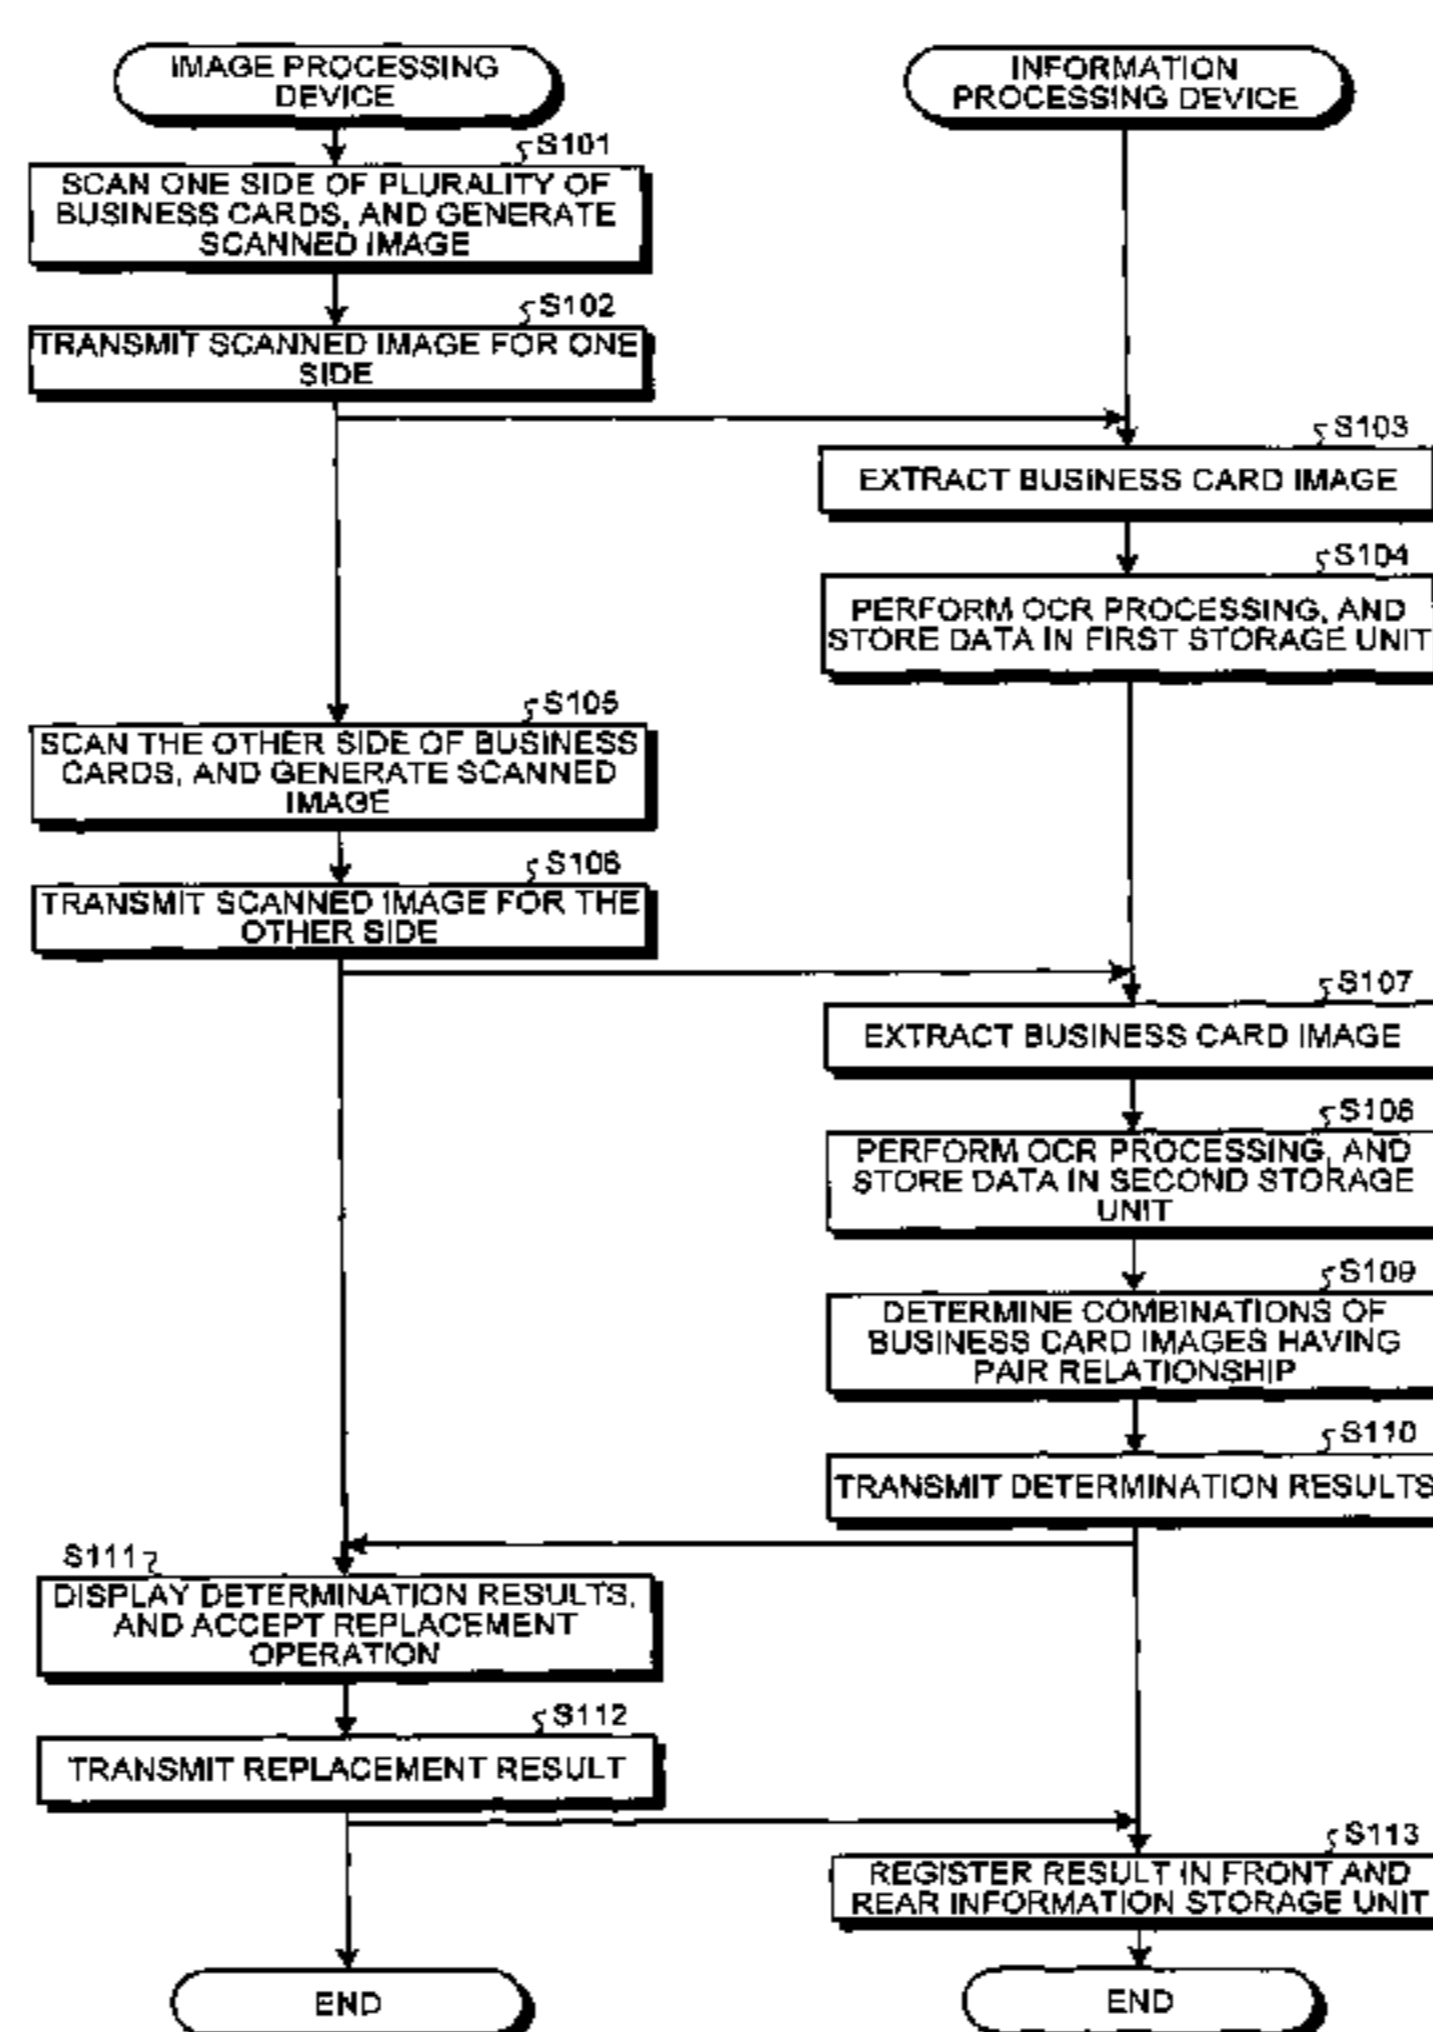 IMAGE PROCESSING
DEVICE
INFORMATION
PROCESSING DEVICE
S101
SCAN ONE SIDE OF PLURALITY OF
BUSINESS CARDS, AND GENERATE
SCANNED IMAGE
S102
TRANSMIT SCANNED IMAGE FOR ONE
SIDE
S103
EXTRACT BUSINESS CARD IMAGE
S104
PERFORM OCR PROCESSING, AND
STORE DATA IN FIRST STORAGE UNIT
S105
SCAN THE OTHER SIDE OF BUSINESS
CARDS, AND GENERATE SCANNED
IMAGE
S106
TRANSMIT SCANNED IMAGE FOR THE
OTHER SIDE
S107
EXTRACT BUSINESS CARD IMAGE
S108
PERFORM OCR PROCESSING, AND
STORE DATA IN SECOND STORAGE
UNIT
S109
DETERMINE COMBINATIONS OF
BUSINESS CARD IMAGES HAVING
PAIR RELATIONSHIP
S110
TRANSMIT DETERMINATION RESULTS
S111
DISPLAY DETERMINATION RESULTS,
AND ACCEPT REPLACEMENT
OPERATION
S112
TRANSMIT REPLACEMENT RESULT
S113
REGISTER RESULT IN FRONT AND
REAR INFORMATION STORAGE UNIT
END
END